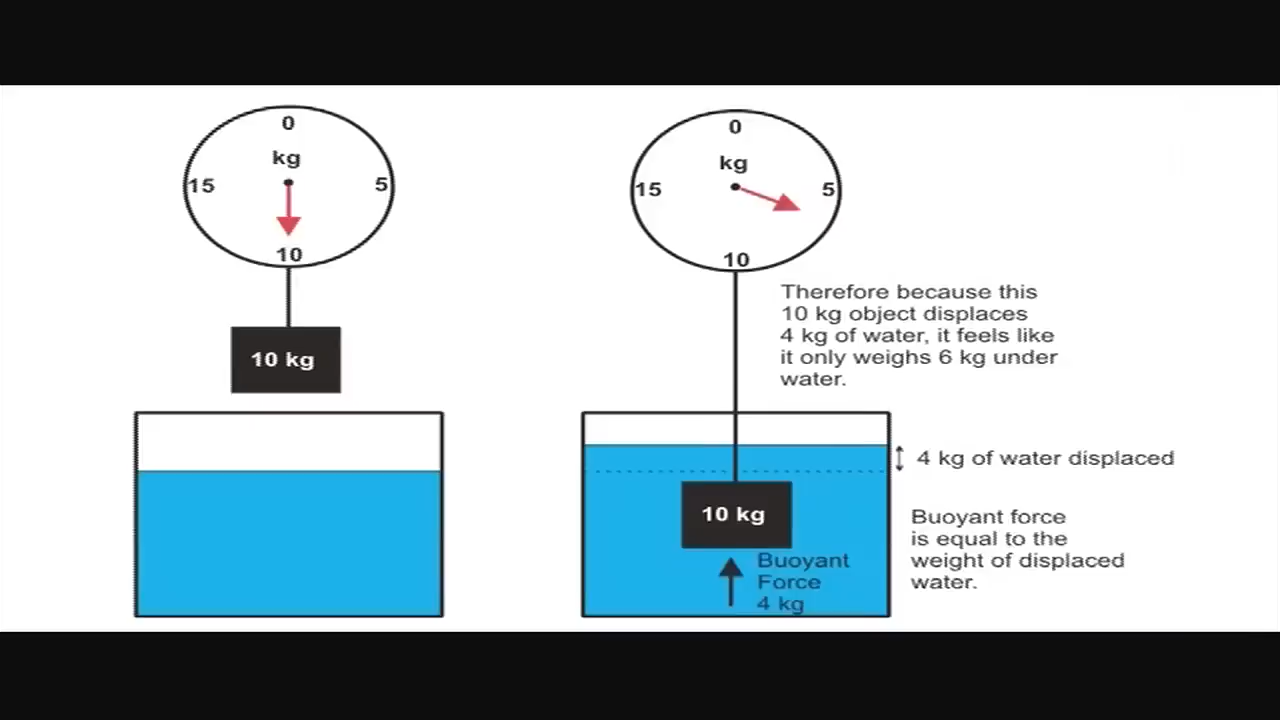 0
kg
15
5
10
10 kg
0
kg
15
5
10
Therefore because this
10 kg object displaces
4 kg of water, it feels like
it only weighs 6 kg under
water.
4 kg of water displaced
10 kg
Buoyant force
is equal to the
weight of displaced
water.
Buoyant
Force
4 kg